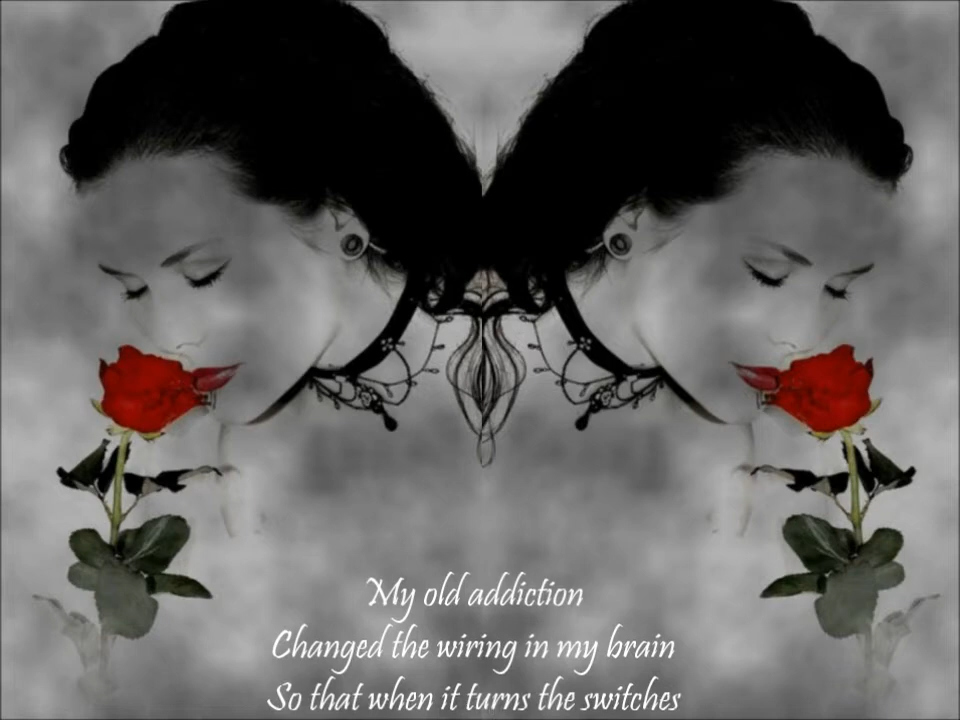 My old addiction
Changed the wiring in my brain
So that when it turns the switches